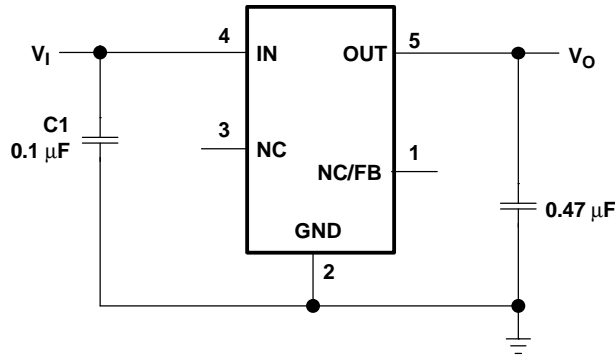 4
5
V_I
IN
OUT
V_O
C1
0.1 μF
3
NC
1
NC/FB
0.47 μF
GND
2